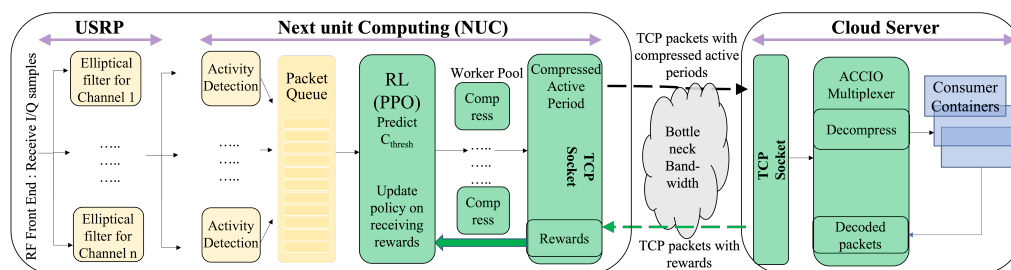 USRP
Next unit Computing (NUC)
Cloud Server
RF Front End : Receive I/Q samples
Elliptical
filter for
Channel 1
.....
.....
Elliptical
filter for
Channel n
.....
.....
Activity
Detection
.....
.....
Activity
Detection
Packet
Queue
RL
(PPO)
Predict
Cthresh
Update
policy on
receiving
rewards
Worker Pool
Comp
ress
.....
.....
Comp
ress
Compressed
Active
Period
TCP
Socket
Rewards
TCP packets with
compressed active
periods
Bottle
neck
Band-
width
TCP packets with
rewards
TCP
Socket
ACCIO
Multiplexer
Decompress
Decoded
packets
Consumer
Containers